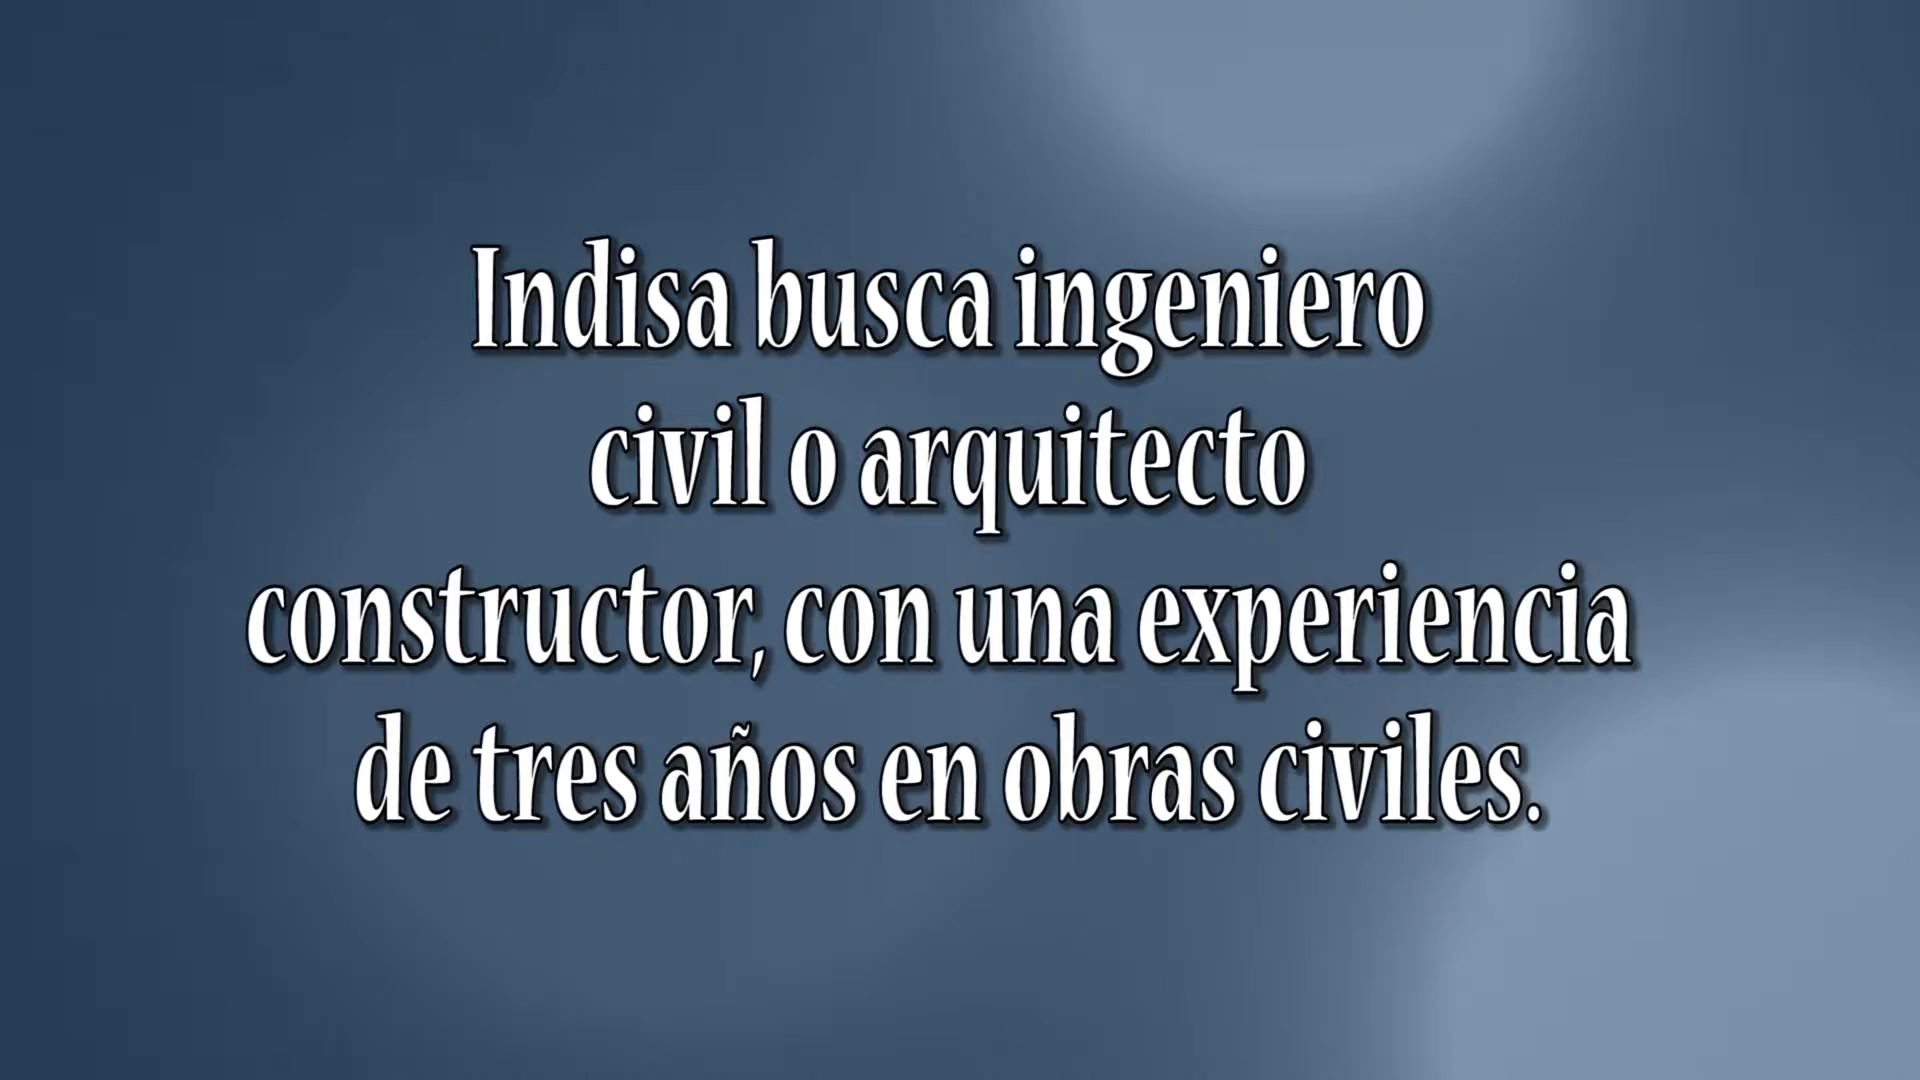 Indisa busca ingeniero
civil o arquitecto
constructor, con una experiencia
de tres años en obras civiles.